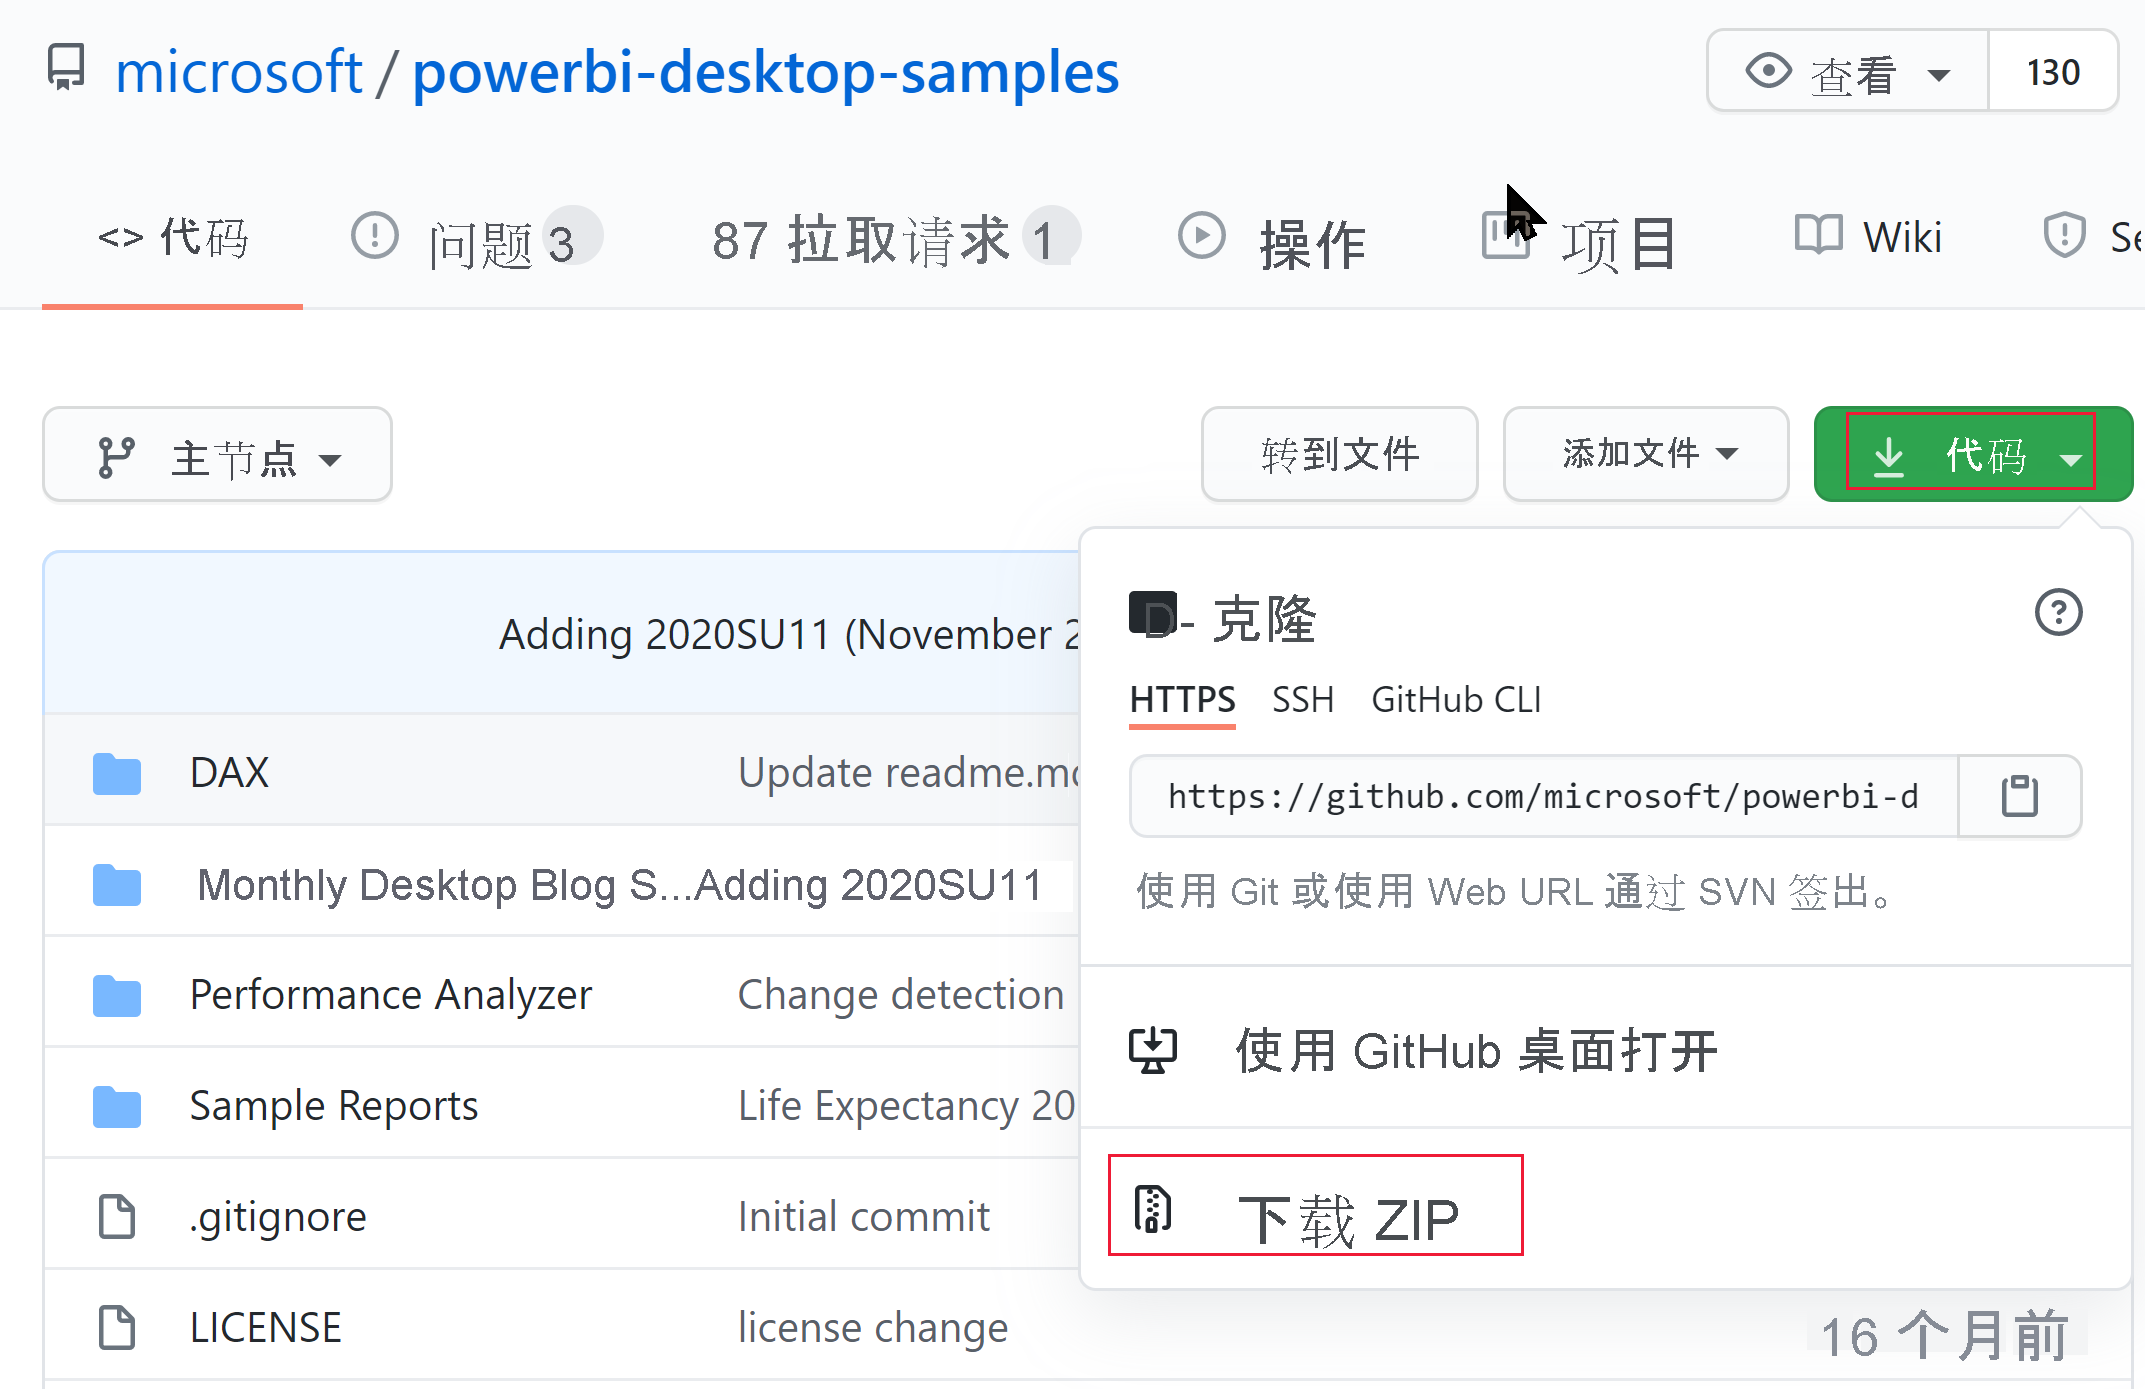 microsoft / powerbi-desktop-samples
查看 130
<> 代码 问题 3 87 拉取请求 1 操作 项目 Wiki
主节点 转到文件 添加文件 代码
Adding 2020SU11 (November
D- 克隆
HTTPS SSH GitHub CLI
DAX Update readme.md
https://github.com/microsoft/powerbi-d
Monthly Desktop Blog S...Adding 2020SU11
使用 Git 或使用 Web URL 通过 SVN 签出。
Performance Analyzer Change detection
使用 GitHub 桌面打开
Sample Reports Life Expectancy 20
.gitignore Initial commit
下载 ZIP
LICENSE license change
16 个月前